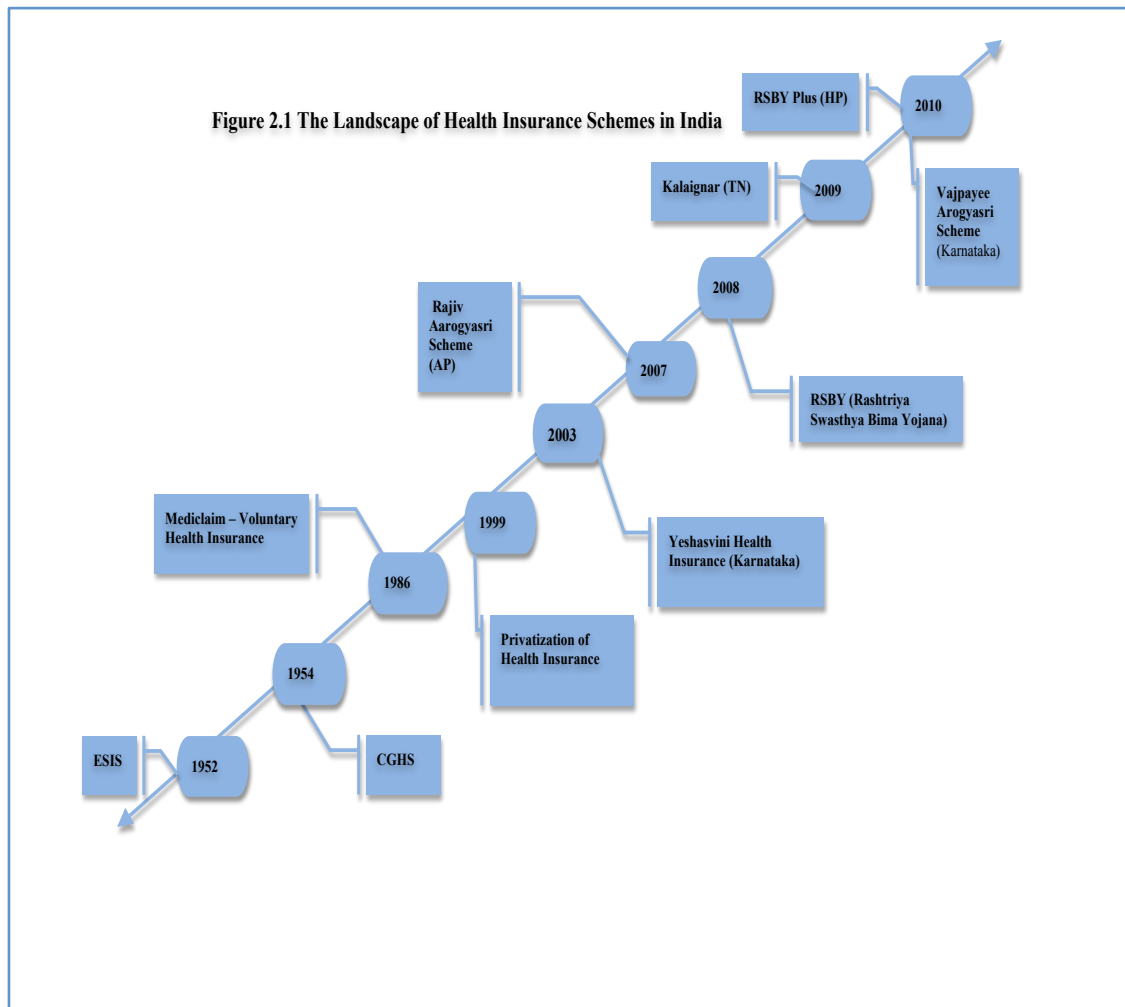 RSBY Plus (HP)
2010
Figure 2.1 The Landscape of Health Insurance Schemes in India
Kalaignar (TN)
2009
Vajpayee
Arogyasri
Scheme
(Karnataka)
2008
Rajiv
Aarogyasri
Scheme
(AP)
2007
RSBY (Rashtriya
Swasthya Bima Yojana)
2003
Mediclaim – Voluntary
Health Insurance
1999
Yeshasvini Health
Insurance (Karnataka)
1986
Privatization of
Health Insurance
1954
ESIS
CGHS
1952